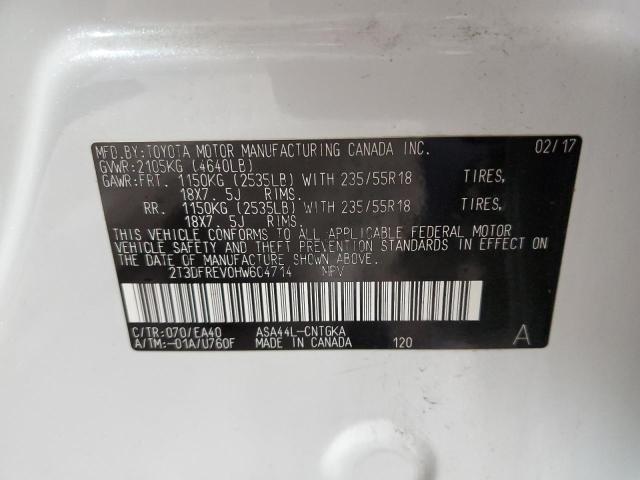 MFD.BY:TOYOTA MOTOR MANUFACTURING CANADA INC. 02/17
GVWR:2105KG (4640LB)
GAWR:FRT. 1150KG (2535LB) WITH 235/55R18 TIRES,
18X7.5J RIMS.
RR. 1150KG (2535LB) WITH 235/55R18 TIRES,
18X7.5J RIMS.
THIS VEHICLE CONFORMS TO ALL APPLICABLE FEDERAL MOTOR
VEHICLE SAFETY AND THEFT PREVENTION STANDARDS IN EFFECT ON
THE DATE OF MANUFACTURE SHOWN ABOVE.
2T3DFREV0HW6C4714 MPV
C/TR:070/EA40 ASA44L-CNTGKA
A/TM:-01A/U760F MADE IN CANADA 120 A